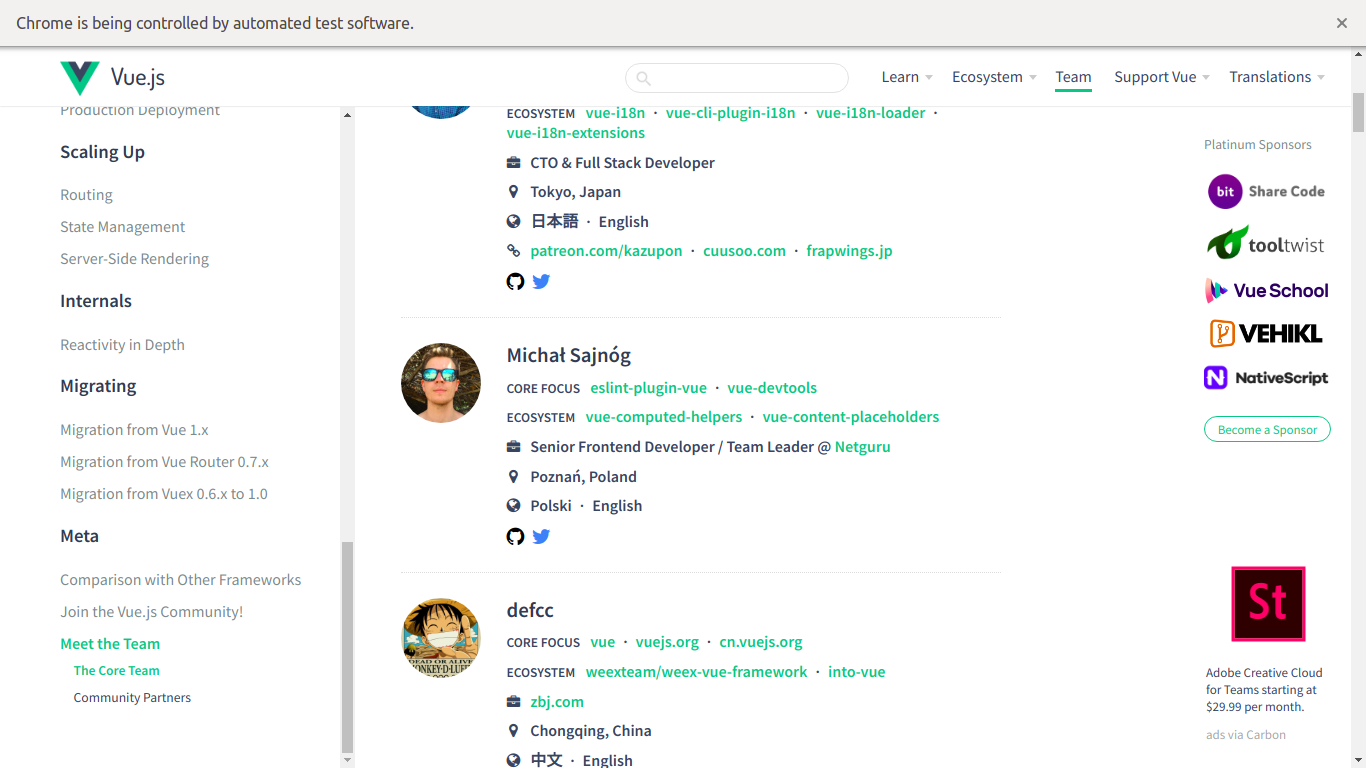 Chrome is being controlled by automated test software.
Vue.js
Learn
Ecosystem
Team
Support Vue
Translations
Production Deployment
Scaling Up
Routing
State Management
Server-Side Rendering
Internals
Reactivity in Depth
Migrating
Migration from Vue 1.x
Migration from Vue Router 0.7.x
Migration from Vuex 0.6.x to 1.0
Meta
Comparison with Other Frameworks
Join the Vue.js Community!
Meet the Team
The Core Team
Community Partners
ECOSYSTEM vue-i18n · vue-cli-plugin-i18n · vue-i18n-loader ·
vue-i18n-extensions
CTO & Full Stack Developer
Tokyo, Japan
日本語 · English
patreon.com/kazupon · cuusoo.com · frapwings.jp
Michał Sajnóg
CORE FOCUS eslint-plugin-vue · vue-devtools
ECOSYSTEM vue-computed-helpers · vue-content-placeholders
Senior Frontend Developer / Team Leader @ Netguru
Poznań, Poland
Polski · English
defcc
CORE FOCUS vue · vuejs.org · cn.vuejs.org
ECOSYSTEM weexteam/weex-vue-framework · into-vue
zbj.com
Chongqing, China
中文 · English
Platinum Sponsors
bit Share Code
tooltwist
Vue School
VEHIKL
NativeScript
Become a Sponsor
St
Adobe Creative Cloud
for Teams starting at
$29.99 per month.
ads via Carbon